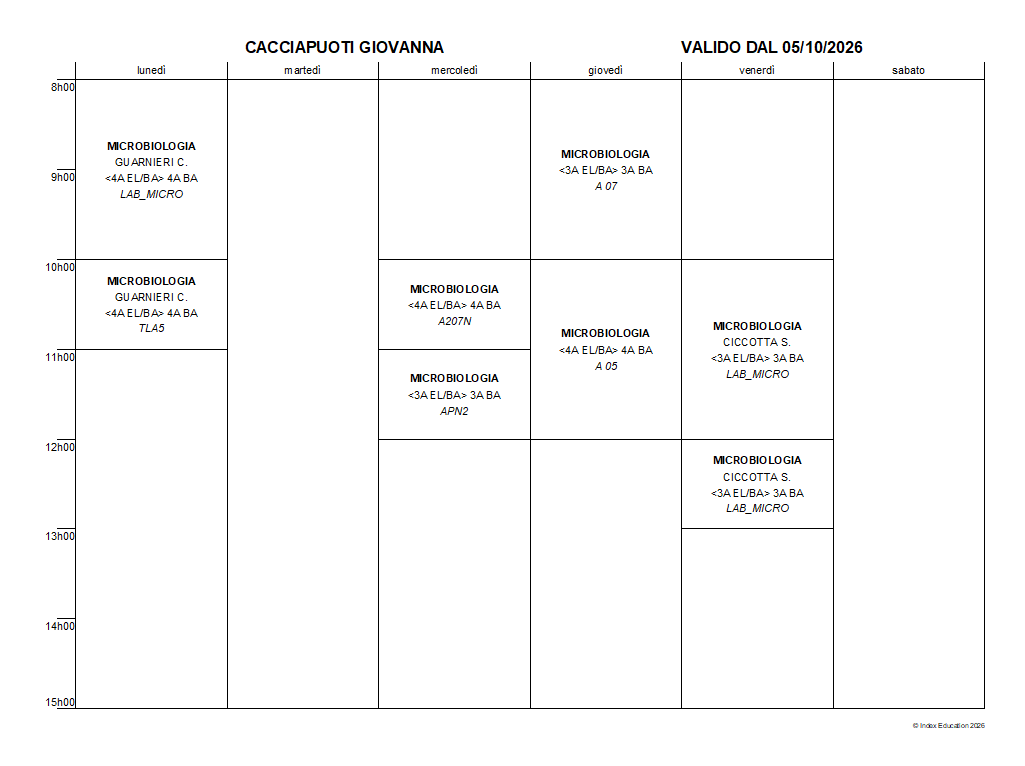 CACCIAPUOTI GIOVANNA
VALIDO DAL 05/10/2026
lunedì
martedì
mercoledì
giovedì
venerdì
sabato
8h00
9h00
10h00
11h00
12h00
13h00
14h00
15h00
MICROBIOLOGIA
GUARNIERI C.
<4A EL/BA> 4A BA
LAB_MICRO
MICROBIOLOGIA
GUARNIERI C.
<4A EL/BA> 4A BA
TLA5
MICROBIOLOGIA
<4A EL/BA> 4A BA
A207N
MICROBIOLOGIA
<3A EL/BA> 3A BA
APN2
MICROBIOLOGIA
<3A EL/BA> 3A BA
A 07
MICROBIOLOGIA
<4A EL/BA> 4A BA
A 05
MICROBIOLOGIA
CICCOTTA S.
<3A EL/BA> 3A BA
LAB_MICRO
MICROBIOLOGIA
CICCOTTA S.
<3A EL/BA> 3A BA
LAB_MICRO
© Index Education 2026